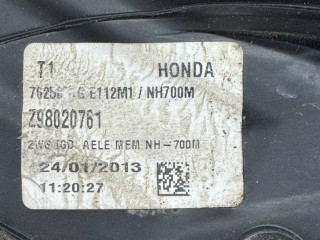 T1 HONDA
E112M1 / NH700M
Z98020761
AELE MEM NH-700M
24/01/2013
11:20:27